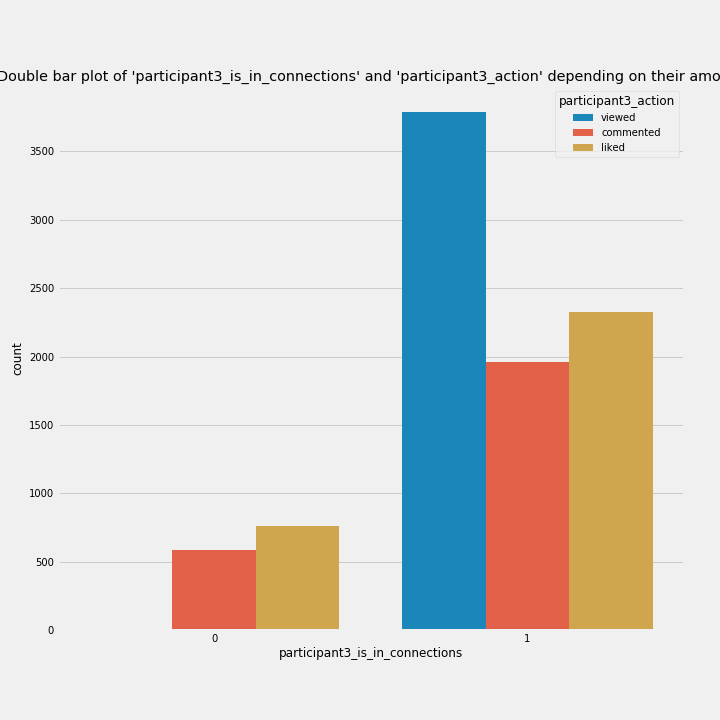 Double bar plot of 'participant3_is_in_connections' and 'participant3_action' depending on their amo
participant3_action
viewed
commented
liked
3500
3000
2500
2000
1500
1000
500
0
count
0 1
participant3_is_in_connections